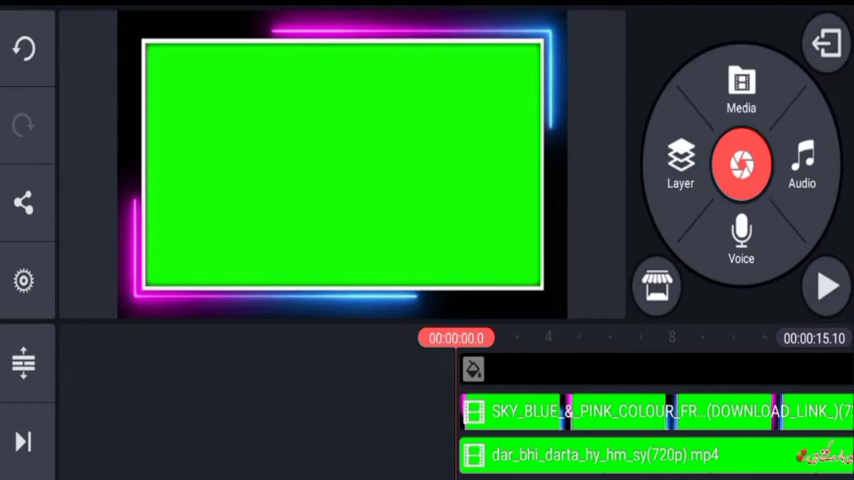 Media
Layer
Audio
Voice
00:00:00.0
4
8
00:00:15.10
SKY_BLUE_&_PINK_COLOUR_FR...(DOWNLOAD_LINK_)(7
dar_bhi_darta_hy_hm_sy(720p).mp4